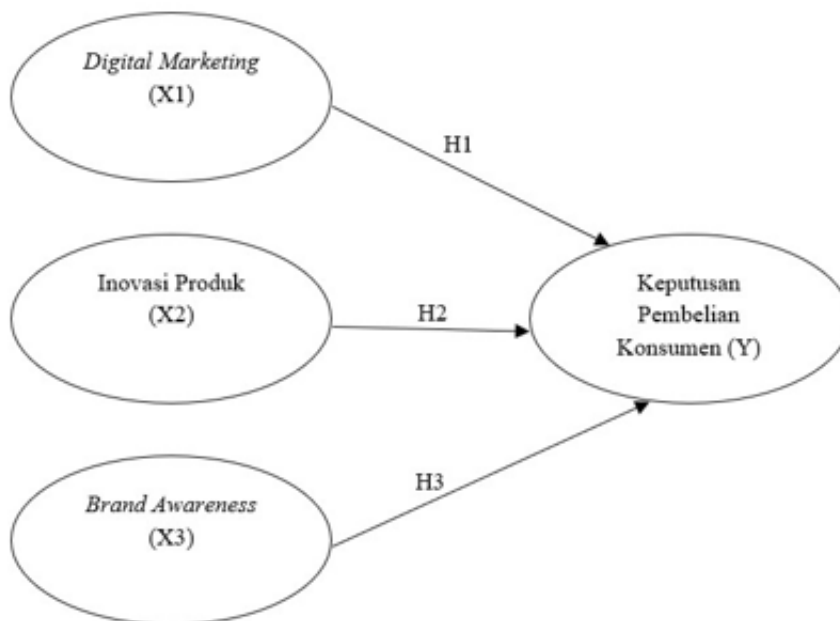 Digital Marketing
(X1)
H1
Inovasi Produk
(X2)
H2
Keputusan
Pembelian
Konsumen (Y)
Brand Awareness
(X3)
H3